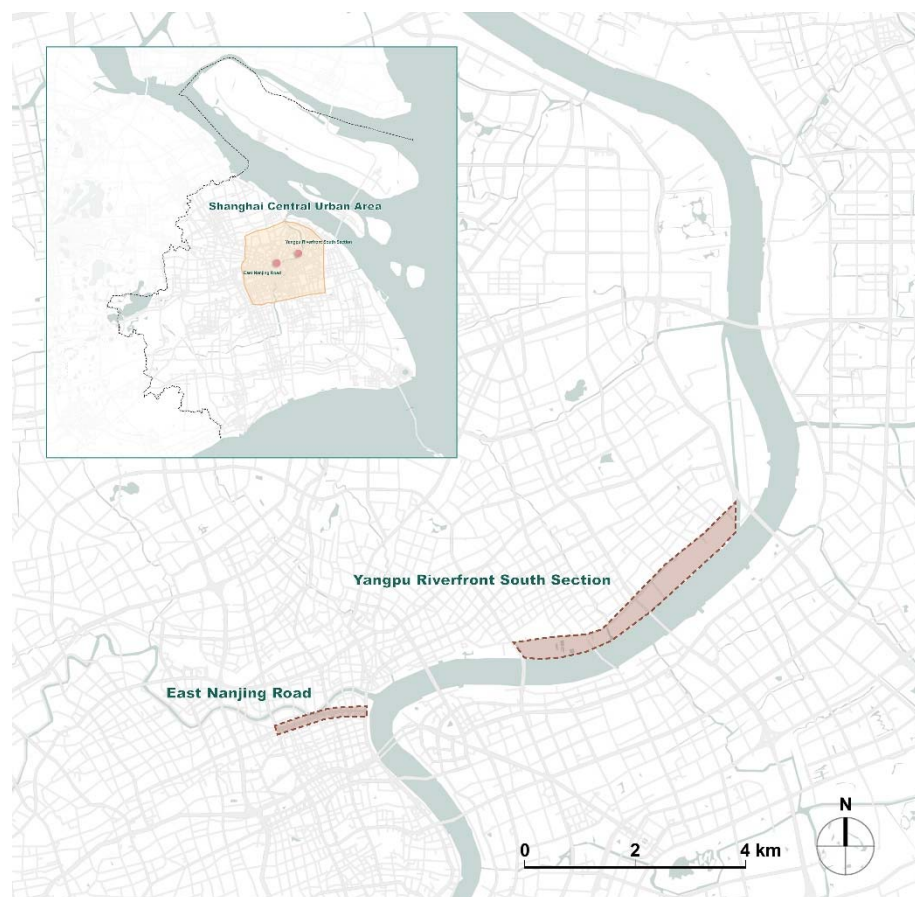 Shanghai Central Urban Area
Yangpu Riverfront South Section
East Nanjing Road
Yangpu Riverfront South Section
East Nanjing Road
N
0 2 4 km